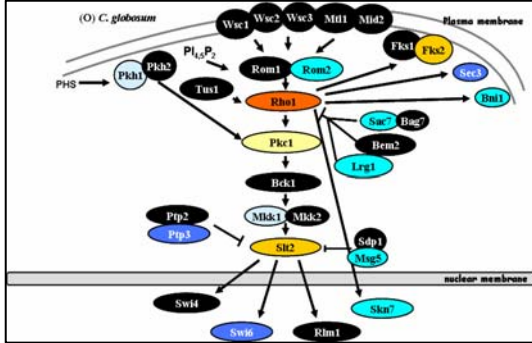 (O) C. globosum
Wsc1 Wsc2 Wsc3 Mtl1 Mid2
Plasma membrane
Fks1 Fks2
PI4,5P2
Pkh1 Pkh2
Rom1 Rom2
Sec3
PHS
Tus1
Rho1
Bni1
Sac7 Bag7
Pkc1
Bem2
Lrg1
Bck1
Mkk1 Mkk2
Ptp2
Ptp3
Slt2
Sdp1
Msg5
nuclear membrane
Swi4
Skn7
Swi6
Rlm1